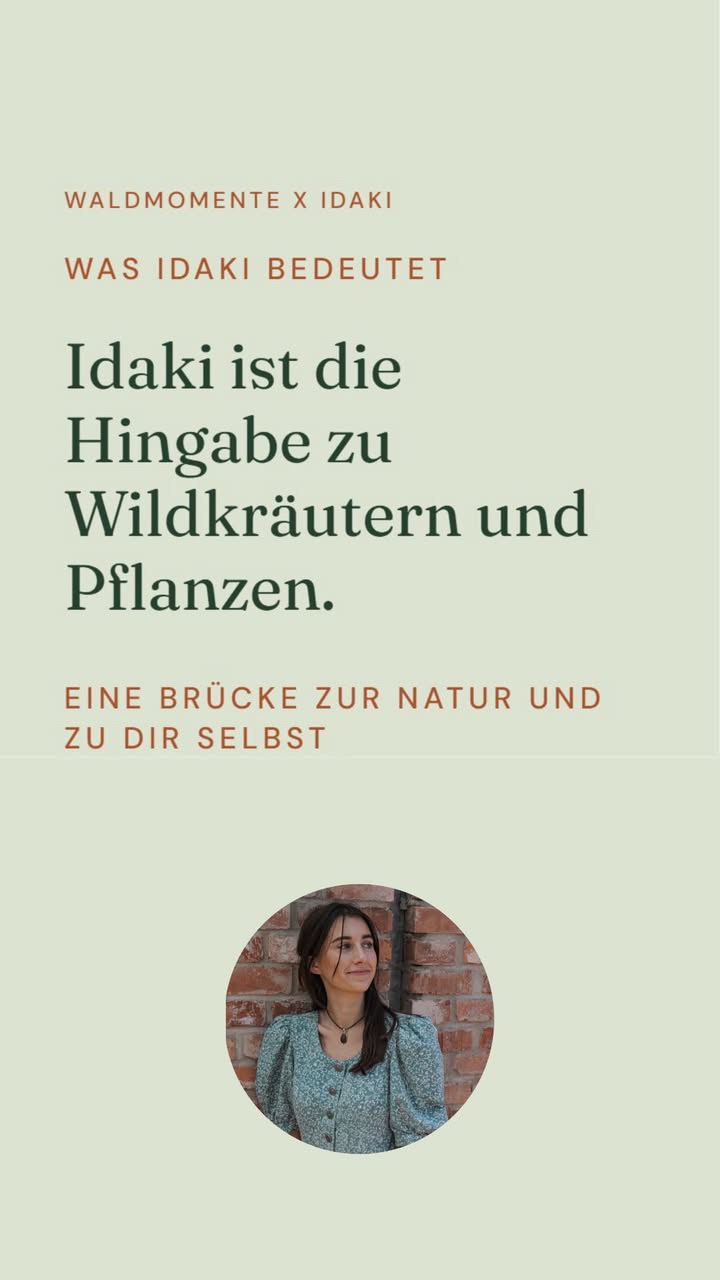 WALDMOMENTE X IDAKI
WAS IDAKI BEDEUTET
Idaki ist die
Hingabe zu
Wildkräutern und
Pflanzen.
EINE BRÜCKE ZUR NATUR UND
ZU DIR SELBST